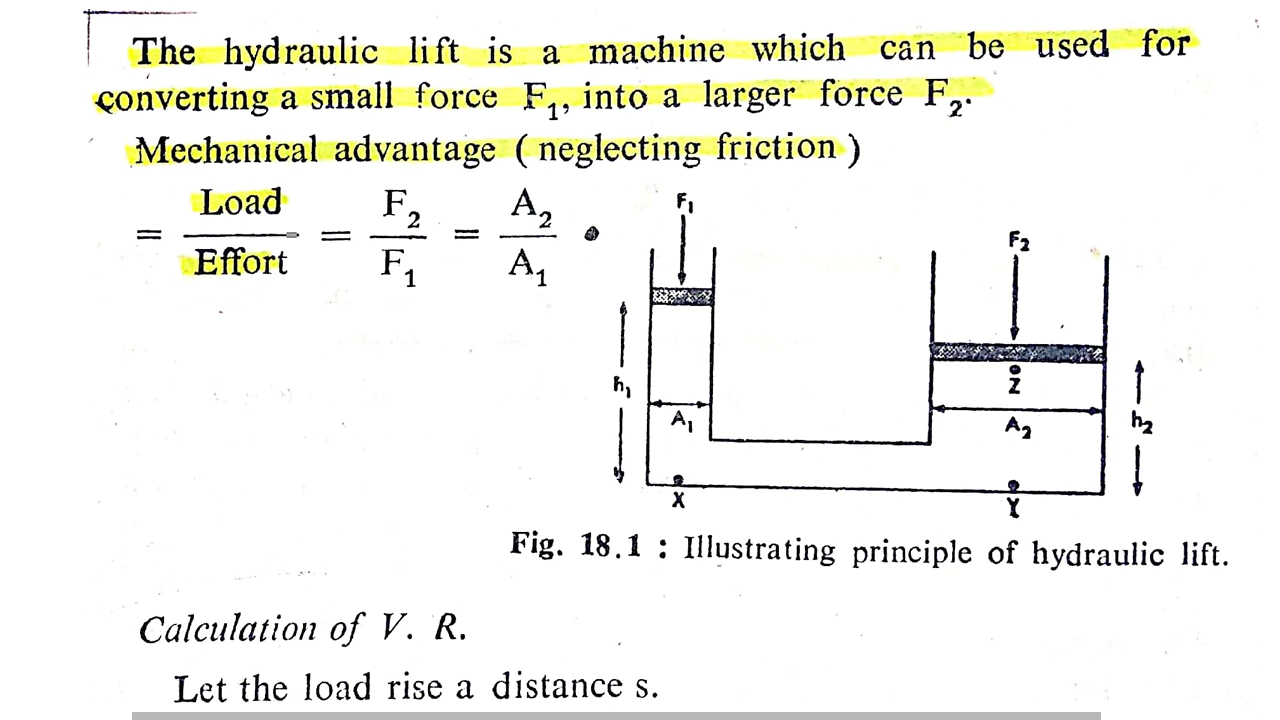 The hydraulic lift is a machine which can be used for
converting a small force F₁, into a larger force F₂.
Mechanical advantage ( neglecting friction )
= Load / Effort = F₂ / F₁ = A₂ / A₁ .
F₁
F₂
h₁
A₁
Z
A₂
h₂
X
Y
Fig. 18.1 : Illustrating principle of hydraulic lift.
Calculation of V. R.
Let the load rise a distance s.